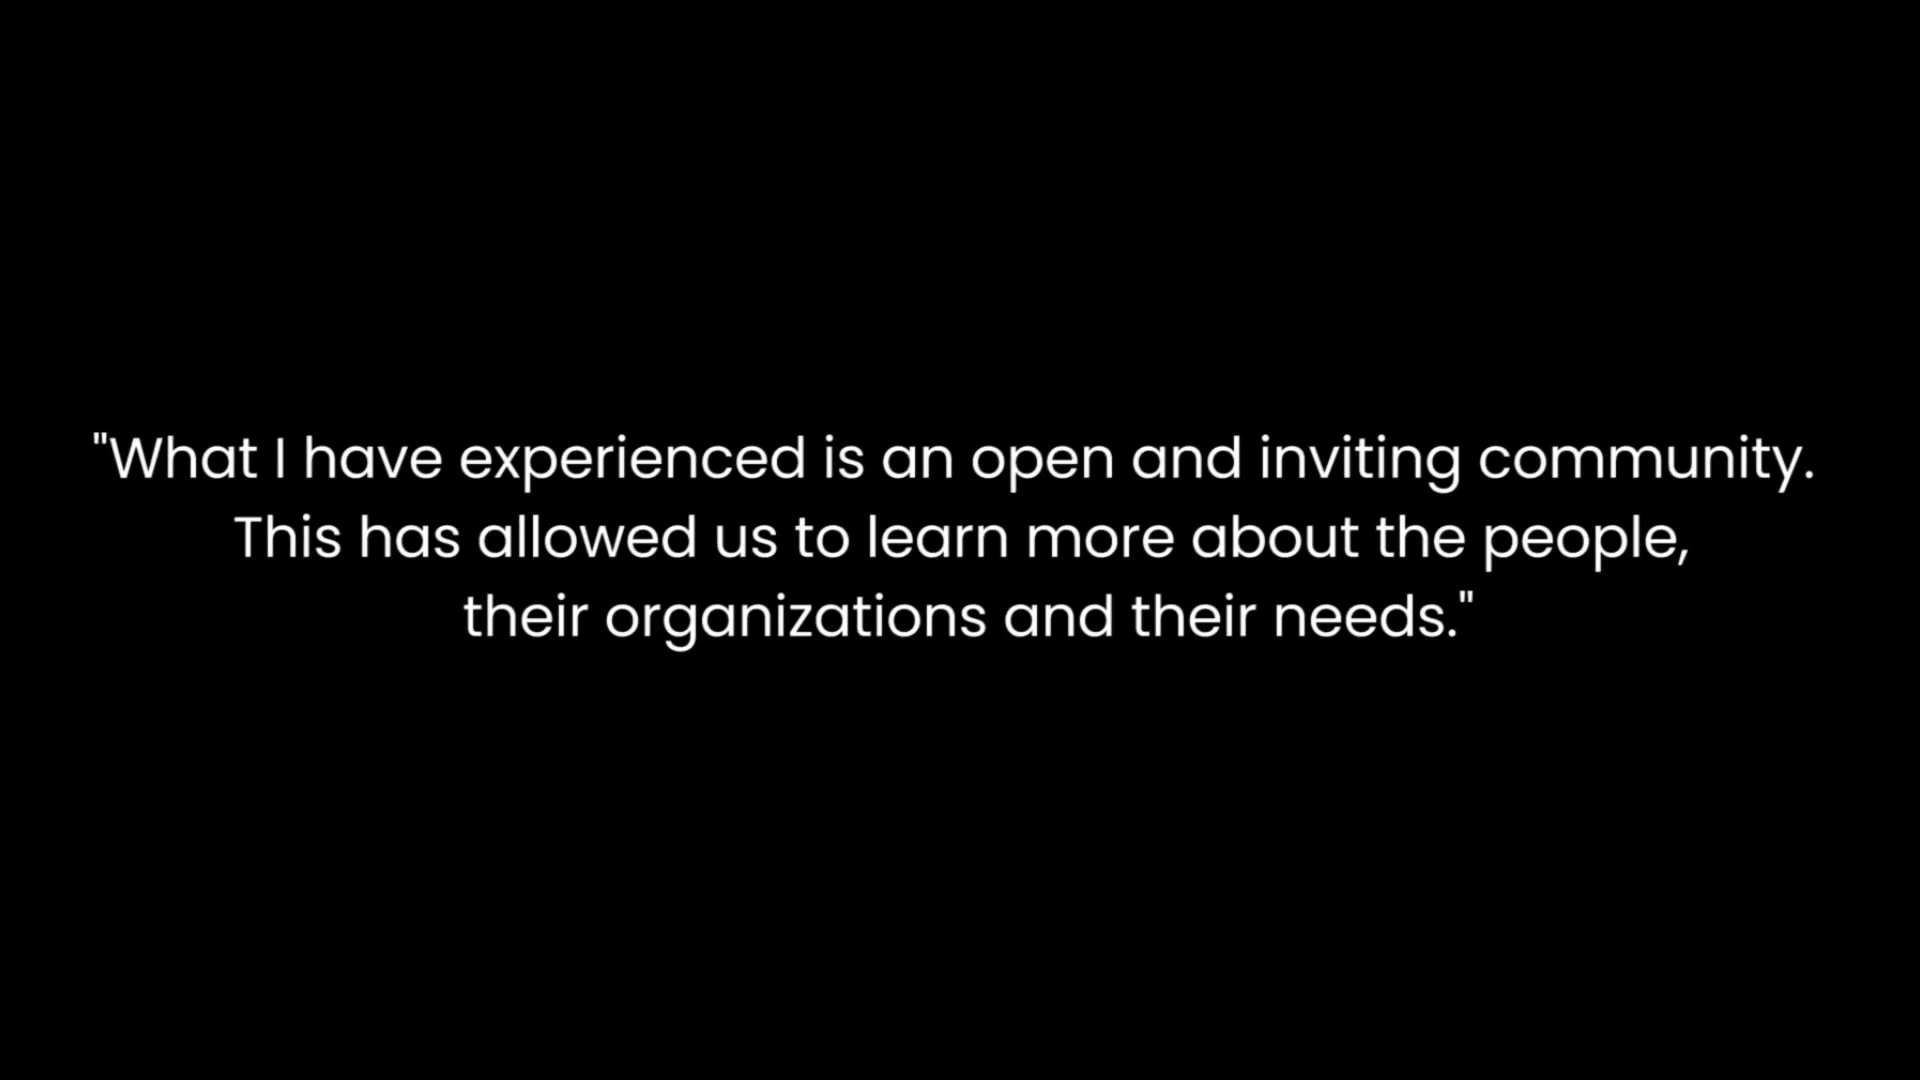 "What I have experienced is an open and inviting community.
This has allowed us to learn more about the people,
their organizations and their needs."